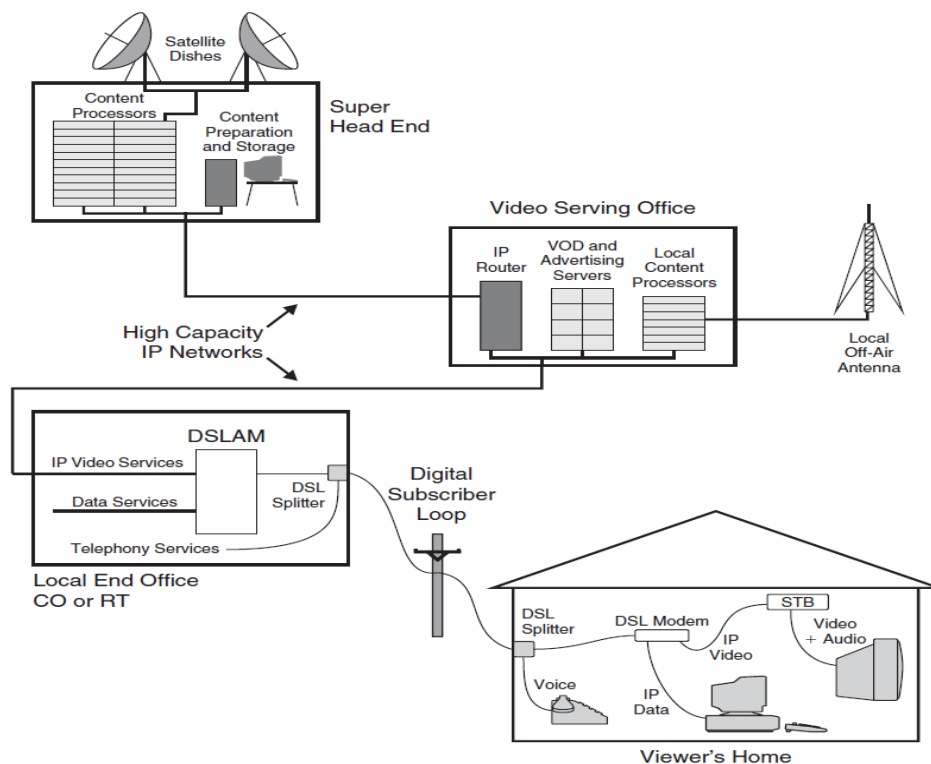 Satellite
Dishes
Content
Processors
Content
Preparation
and Storage
Super
Head End
Video Serving Office
IP
Router
VOD and
Advertising
Servers
Local
Content
Processors
Local
Off-Air
Antenna
High Capacity
IP Networks
DSLAM
IP Video Services
Data Services
Telephony Services
DSL
Splitter
Local End Office
CO or RT
Digital
Subscriber
Loop
DSL
Splitter
DSL Modem
STB
IP
Video
Video
+ Audio
Voice
IP
Data
Viewer's Home